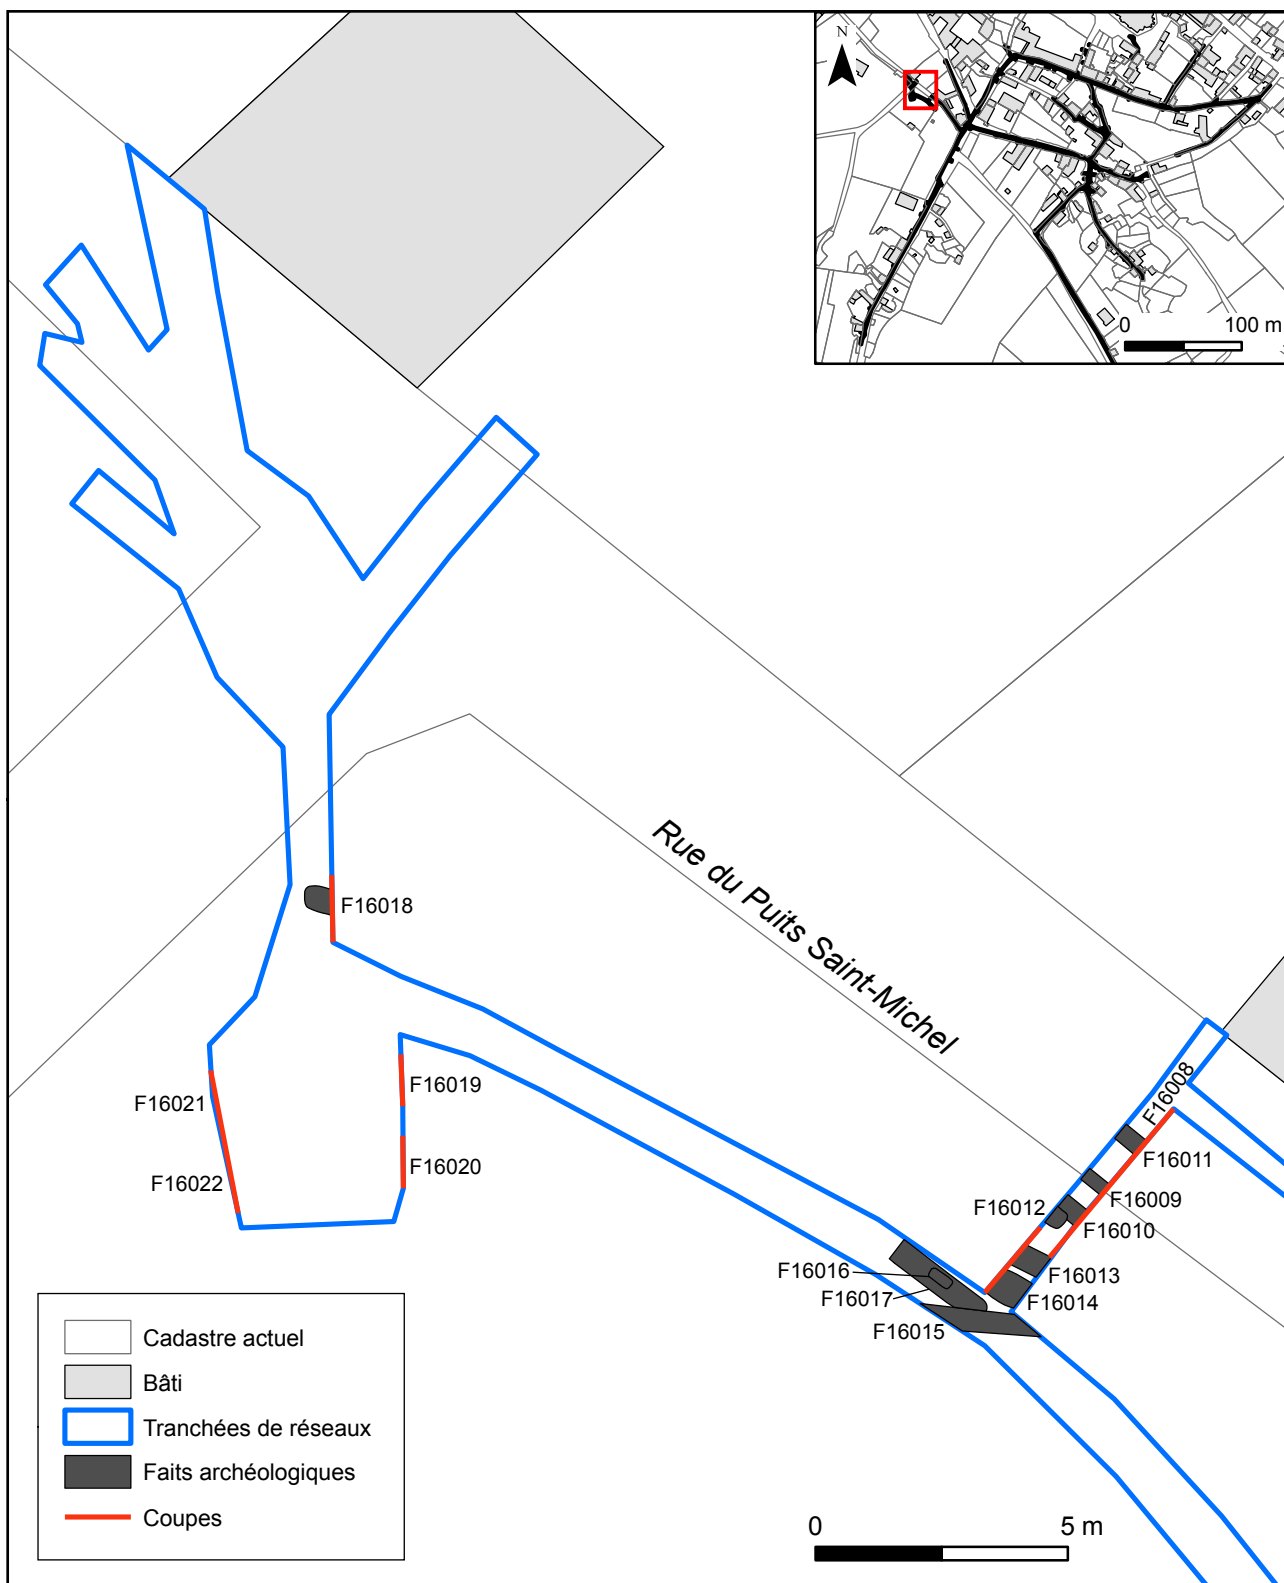 N
0 100 m
Rue du Puits Saint-Michel
F16018
F16008
F16019
F16021
F16011
F16020
F16022
F16009
F16012
F16010
F16016
F16013
F16017
F16014
F16015
Cadastre actuel
Bâti
Tranchées de réseaux
Faits archéologiques
Coupes
0 5 m